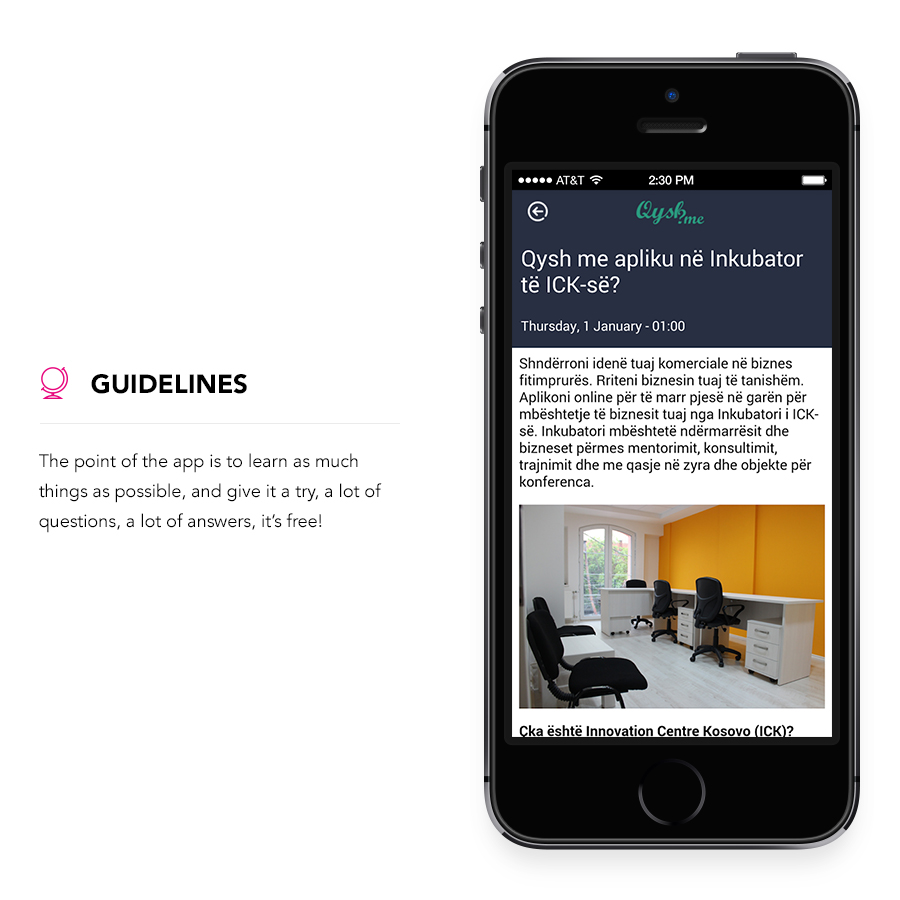 GUIDELINES
The point of the app is to learn as much
things as possible, and give it a try, a lot of
questions, a lot of answers, it's free!
AT&T 2:30 PM
Qysh.me
Qysh me apliku në Inkubator
të ICK-së?
Thursday, 1 January - 01:00
Shndërroni idenë tuaj komerciale në biznes
fitimprurës. Rriteni biznesin tuaj të tanishëm.
Aplikoni online për të marr pjesë në garën për
mbështetje të biznesit tuaj nga Inkubatori i ICK-
së. Inkubatori mbështetë ndërmarrësit dhe
bizneset përmes mentorimit, konsultimit,
trajnimit dhe me qasje në zyra dhe objekte për
konferenca.
Çka është Innovation Centre Kosovo (ICK)?